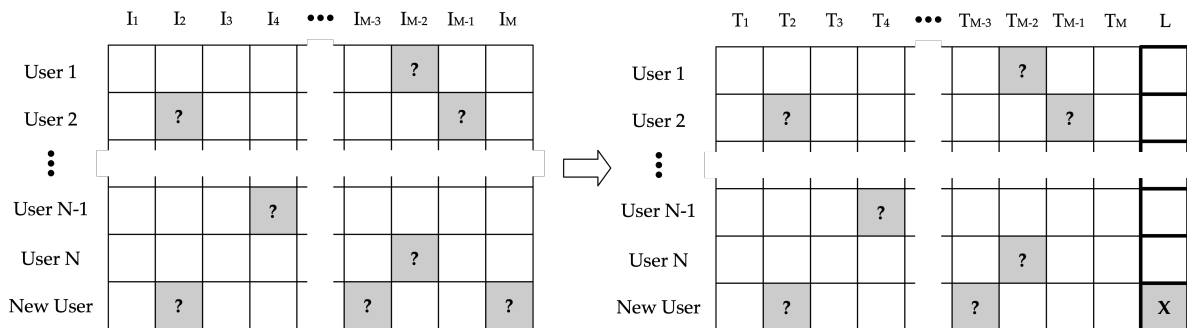 I1 I2 I3 I4 ••• IM-3 IM-2 IM-1 IM
User 1 ?
User 2 ? ?
User N-1 ?
User N ?
New User ? ? ?
T1 T2 T3 T4 ••• TM-3 TM-2 TM-1 TM L
User 1 ?
User 2 ? ?
User N-1 ?
User N ?
New User ? ? X